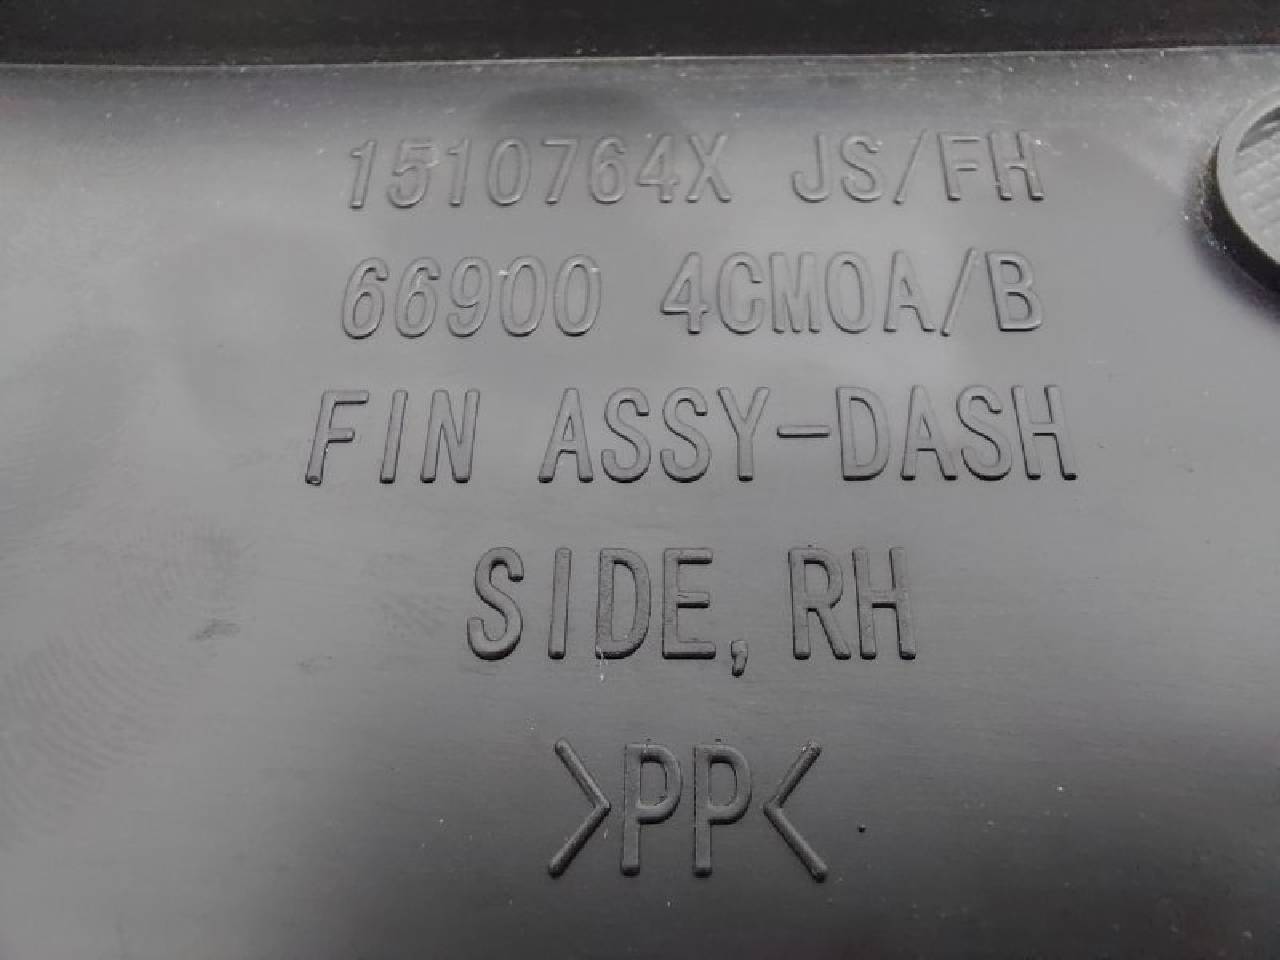 1510764X JS/FH
66900 4CM0A/B
FIN ASSY-DASH
SIDE, RH
>PP<